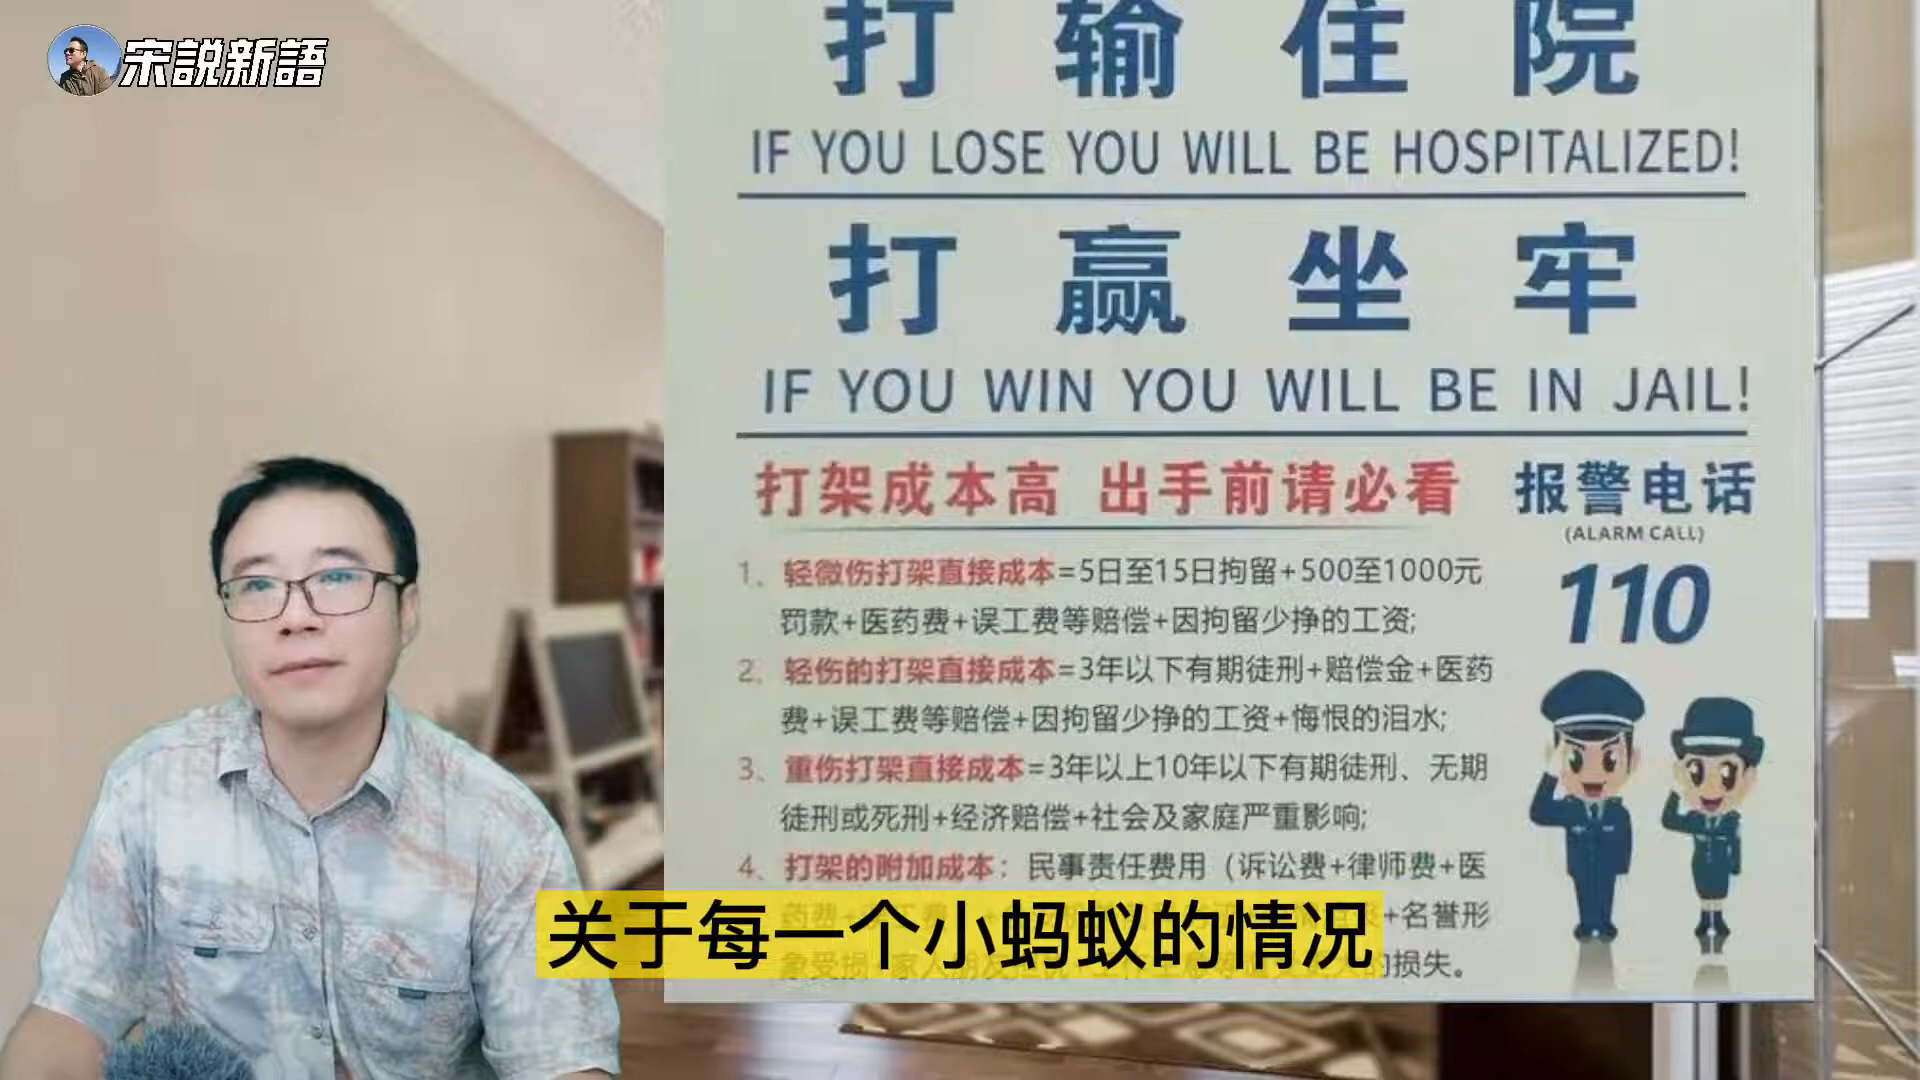 宋説新語
打输住院
IF YOU LOSE YOU WILL BE HOSPITALIZED!
打赢坐牢
IF YOU WIN YOU WILL BE IN JAIL!
打架成本高 出手前请必看
报警电话
(ALARM CALL)
110
1、轻微伤打架直接成本=5日至15日拘留+500至1000元
罚款+医药费+误工费等赔偿+因拘留少挣的工资;
2、轻伤的打架直接成本=3年以下有期徒刑+赔偿金+医药
费+误工费等赔偿+因拘留少挣的工资+悔恨的泪水;
3、重伤打架直接成本=3年以上10年以下有期徒刑、无期
徒刑或死刑+经济赔偿+社会及家庭严重影响;
4、打架的附加成本：民事责任费用（诉讼费+律师费+医
药费+ +名誉形
象受损 的损失。
关于每一个小蚂蚁的情况